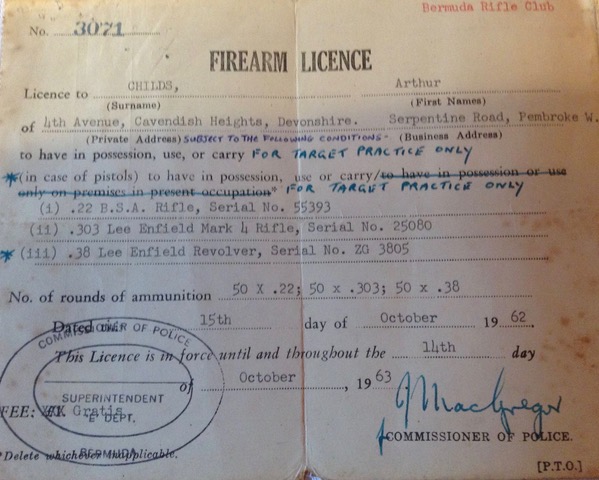 Bermuda Rifle Club
No. 3071
FIREARM LICENCE
Licence to CHILDS, Arthur
(Surname) (First Names)
of 4th Avenue, Cavendish Heights, Devonshire. Serpentine Road, Pembroke W.
(Private Address) SUBJECT TO THE FOLLOWING CONDITIONS- (Business Address)
to have in possession, use, or carry FOR TARGET PRACTICE ONLY
*(in case of pistols) to have in possession, use or carry/to have in possession or use
only on premises in present occupation* FOR TARGET PRACTICE ONLY
(i) .22 B.S.A. Rifle, Serial No. 55393
(ii) .303 Lee Enfield Mark 4 Rifle, Serial No. 25080
* (iii) .38 Lee Enfield Revolver, Serial No. ZG 3805
No. of rounds of ammunition 50 X .22; 50 x .303; 50 x .38
Dated 15th day of October 1962.
This Licence is in force until and throughout the 14th day
of October, 1963
COMMISSIONER OF POLICE
SUPERINTENDENT
"E" DEPT.
BERMUDA
FEE: Gratis
J MacGregor
f COMMISSIONER OF POLICE.
*Delete whichever inapplicable.
[P.T.O.]